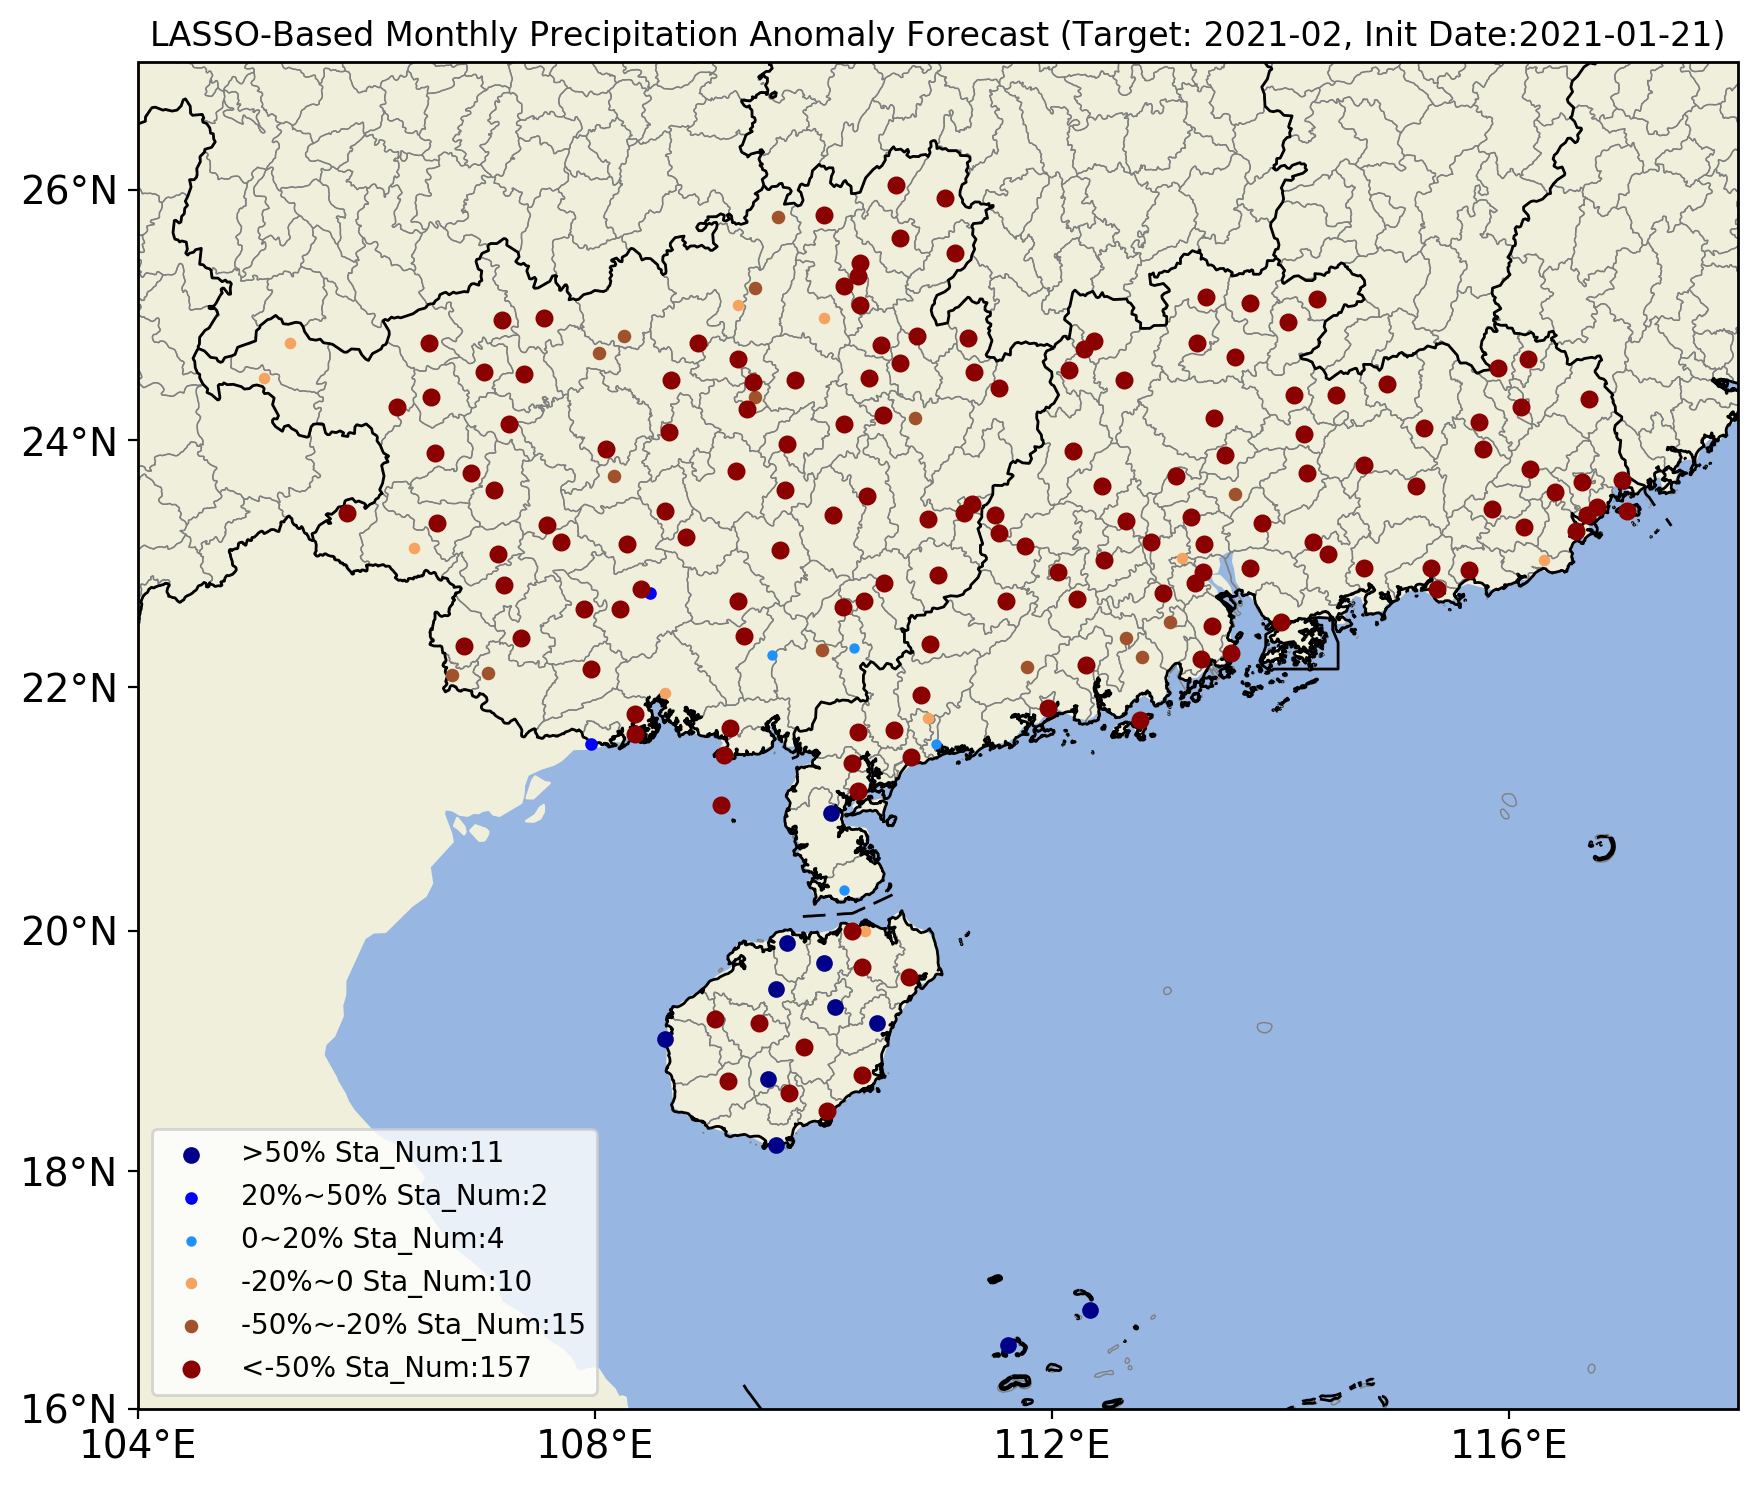 LASSO-Based Monthly Precipitation Anomaly Forecast (Target: 2021-02, Init Date:2021-01-21)
26°N
24°N
22°N
20°N
18°N
16°N
>50% Sta_Num:11
20%~50% Sta_Num:2
0~20% Sta_Num:4
-20%~0 Sta_Num:10
-50%~-20% Sta_Num:15
<-50% Sta_Num:157
104°E
108°E
112°E
116°E